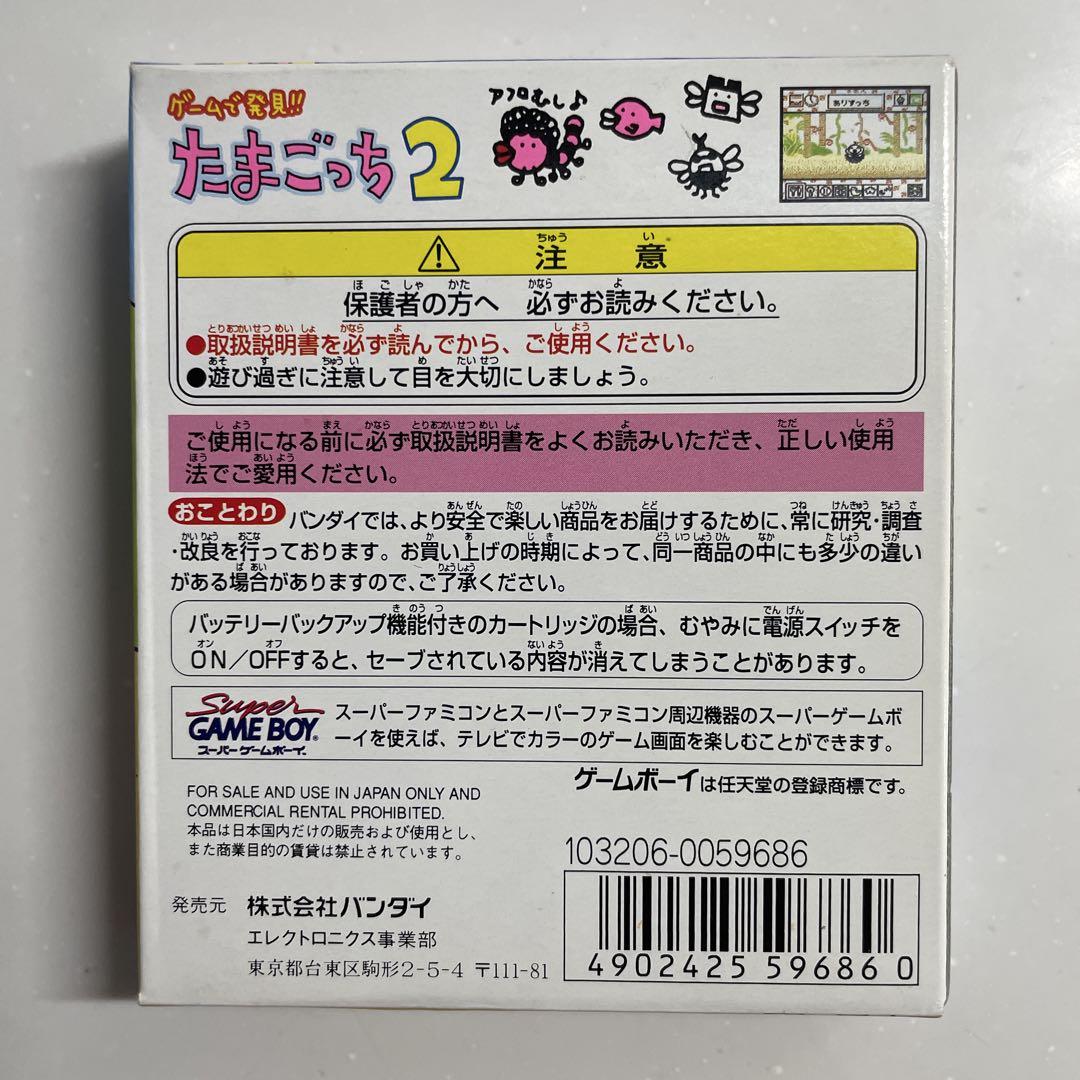 ゲームで発見!!
たまごっち2
アフロむし♪
ありすっち
注意
保護者の方へ 必ずお読みください。
●取扱説明書を必ず読んでから、ご使用ください。
●遊び過ぎに注意して目を大切にしましょう。
ご使用になる前に必ず取扱説明書をよくお読みいただき、正しい使用
法でご愛用ください。
おことわり バンダイでは、より安全で楽しい商品をお届けするために、常に研究・調査
・改良を行っております。お買い上げの時期によって、同一商品の中にも多少の違い
がある場合がありますので、ご了承ください。
バッテリーバックアップ機能付きのカートリッジの場合、むやみに電源スイッチを
ON/OFFすると、セーブされている内容が消えてしまうことがあります。
Super
GAME BOY
スーパーゲームボーイ
スーパーファミコンとスーパーファミコン周辺機器のスーパーゲームボ
ーイを使えば、テレビでカラーのゲーム画面を楽しむことができます。
ゲームボーイは任天堂の登録商標です。
FOR SALE AND USE IN JAPAN ONLY AND
COMMERCIAL RENTAL PROHIBITED.
本品は日本国内だけの販売および使用とし、
また商業目的の賃貸は禁止されています。
103206-0059686
発売元 株式会社バンダイ
エレクトロニクス事業部
東京都台東区駒形2-5-4 〒111-81
4902425 596860